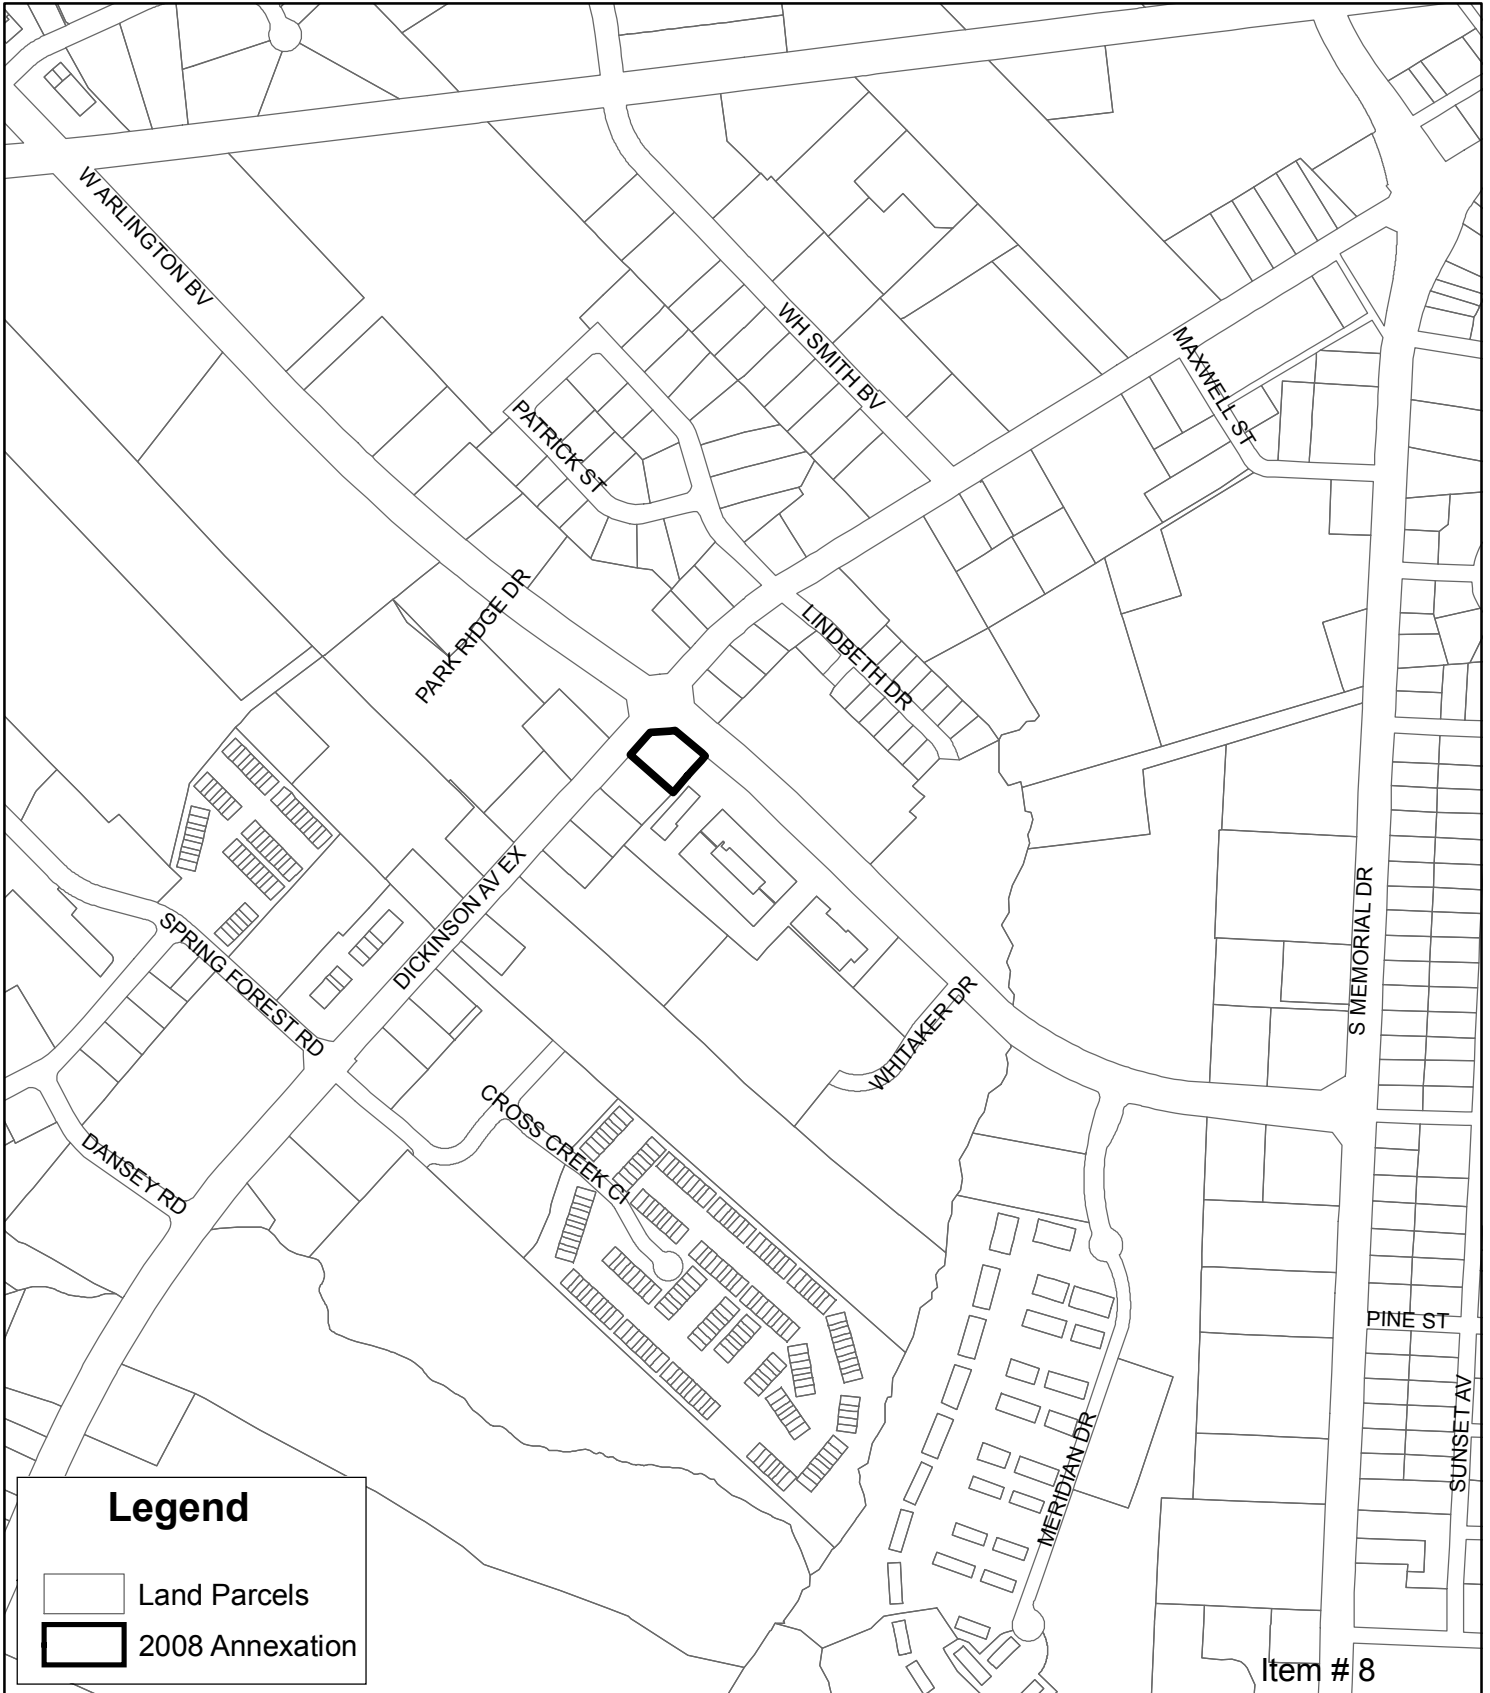 W ARLINGTON BV
WH SMITH BV
MAXWELL ST
PATRICK ST
PARK RIDGE DR
LINDBETH DR
DICKINSON AV EX
SPRING FOREST RD
S MEMORIAL DR
WHITAKER DR
CROSS CREEK CI
DANSEY RD
PINE ST
SUNSET AV
MERIDIAN DR
Legend
Land Parcels
2008 Annexation
Item # 8